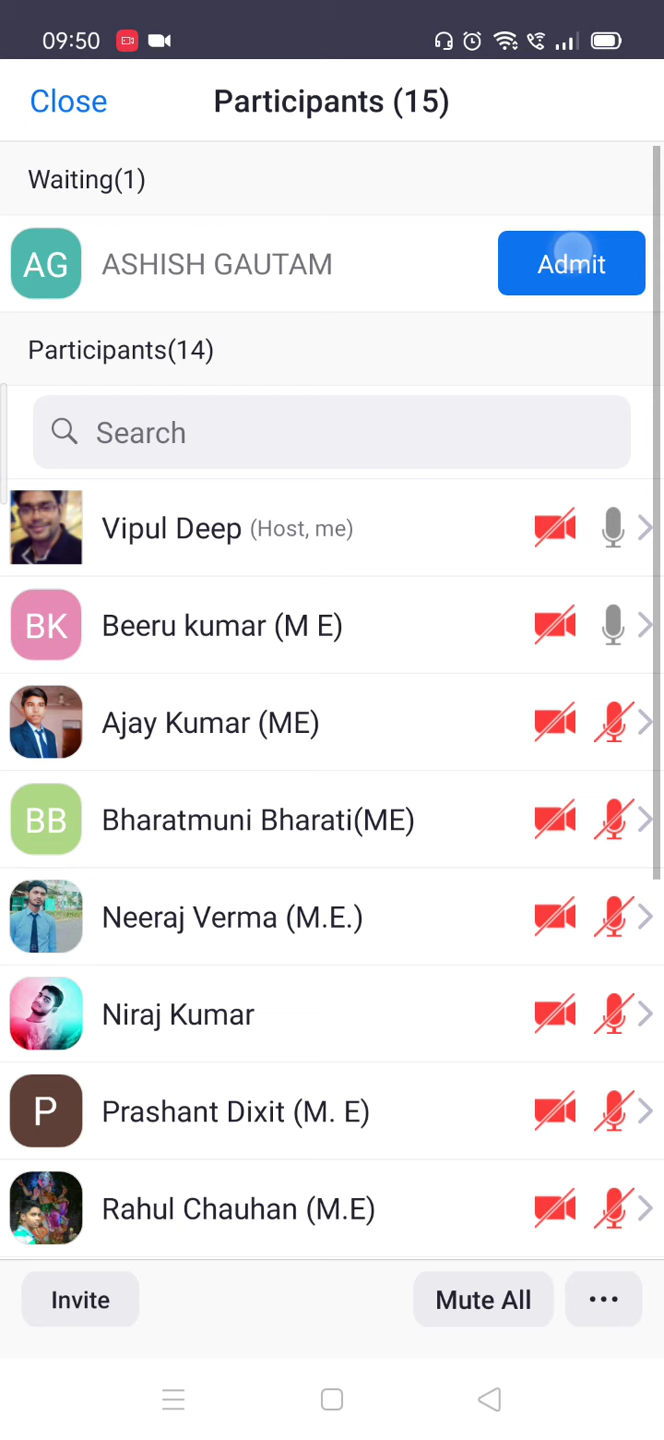 09:50
Close
Participants (15)
Waiting(1)
AG
ASHISH GAUTAM
Admit
Participants(14)
Search
Vipul Deep (Host, me)
BK
Beeru kumar (M E)
Ajay Kumar (ME)
BB
Bharatmuni Bharati(ME)
Neeraj Verma (M.E.)
Niraj Kumar
P
Prashant Dixit (M. E)
Rahul Chauhan (M.E)
Invite
Mute All
...